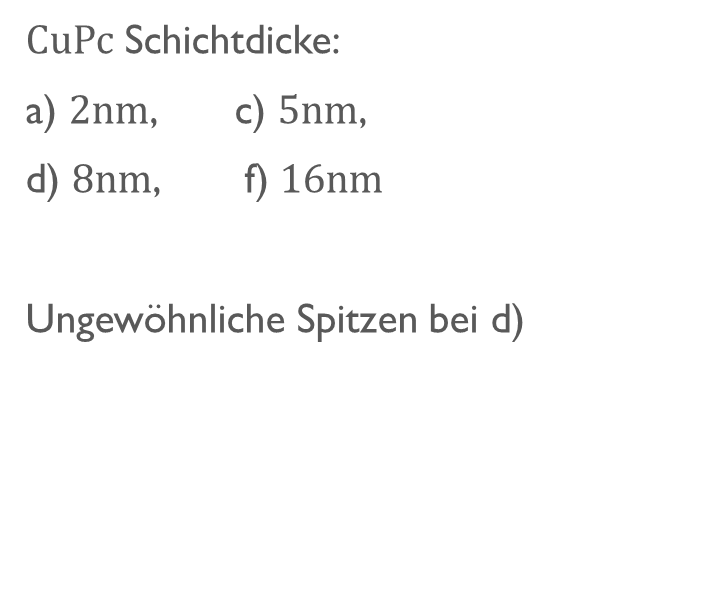 CuPc Schichtdicke:
a) 2nm, c) 5nm,
d) 8nm, f) 16nm
Ungewöhnliche Spitzen bei d)